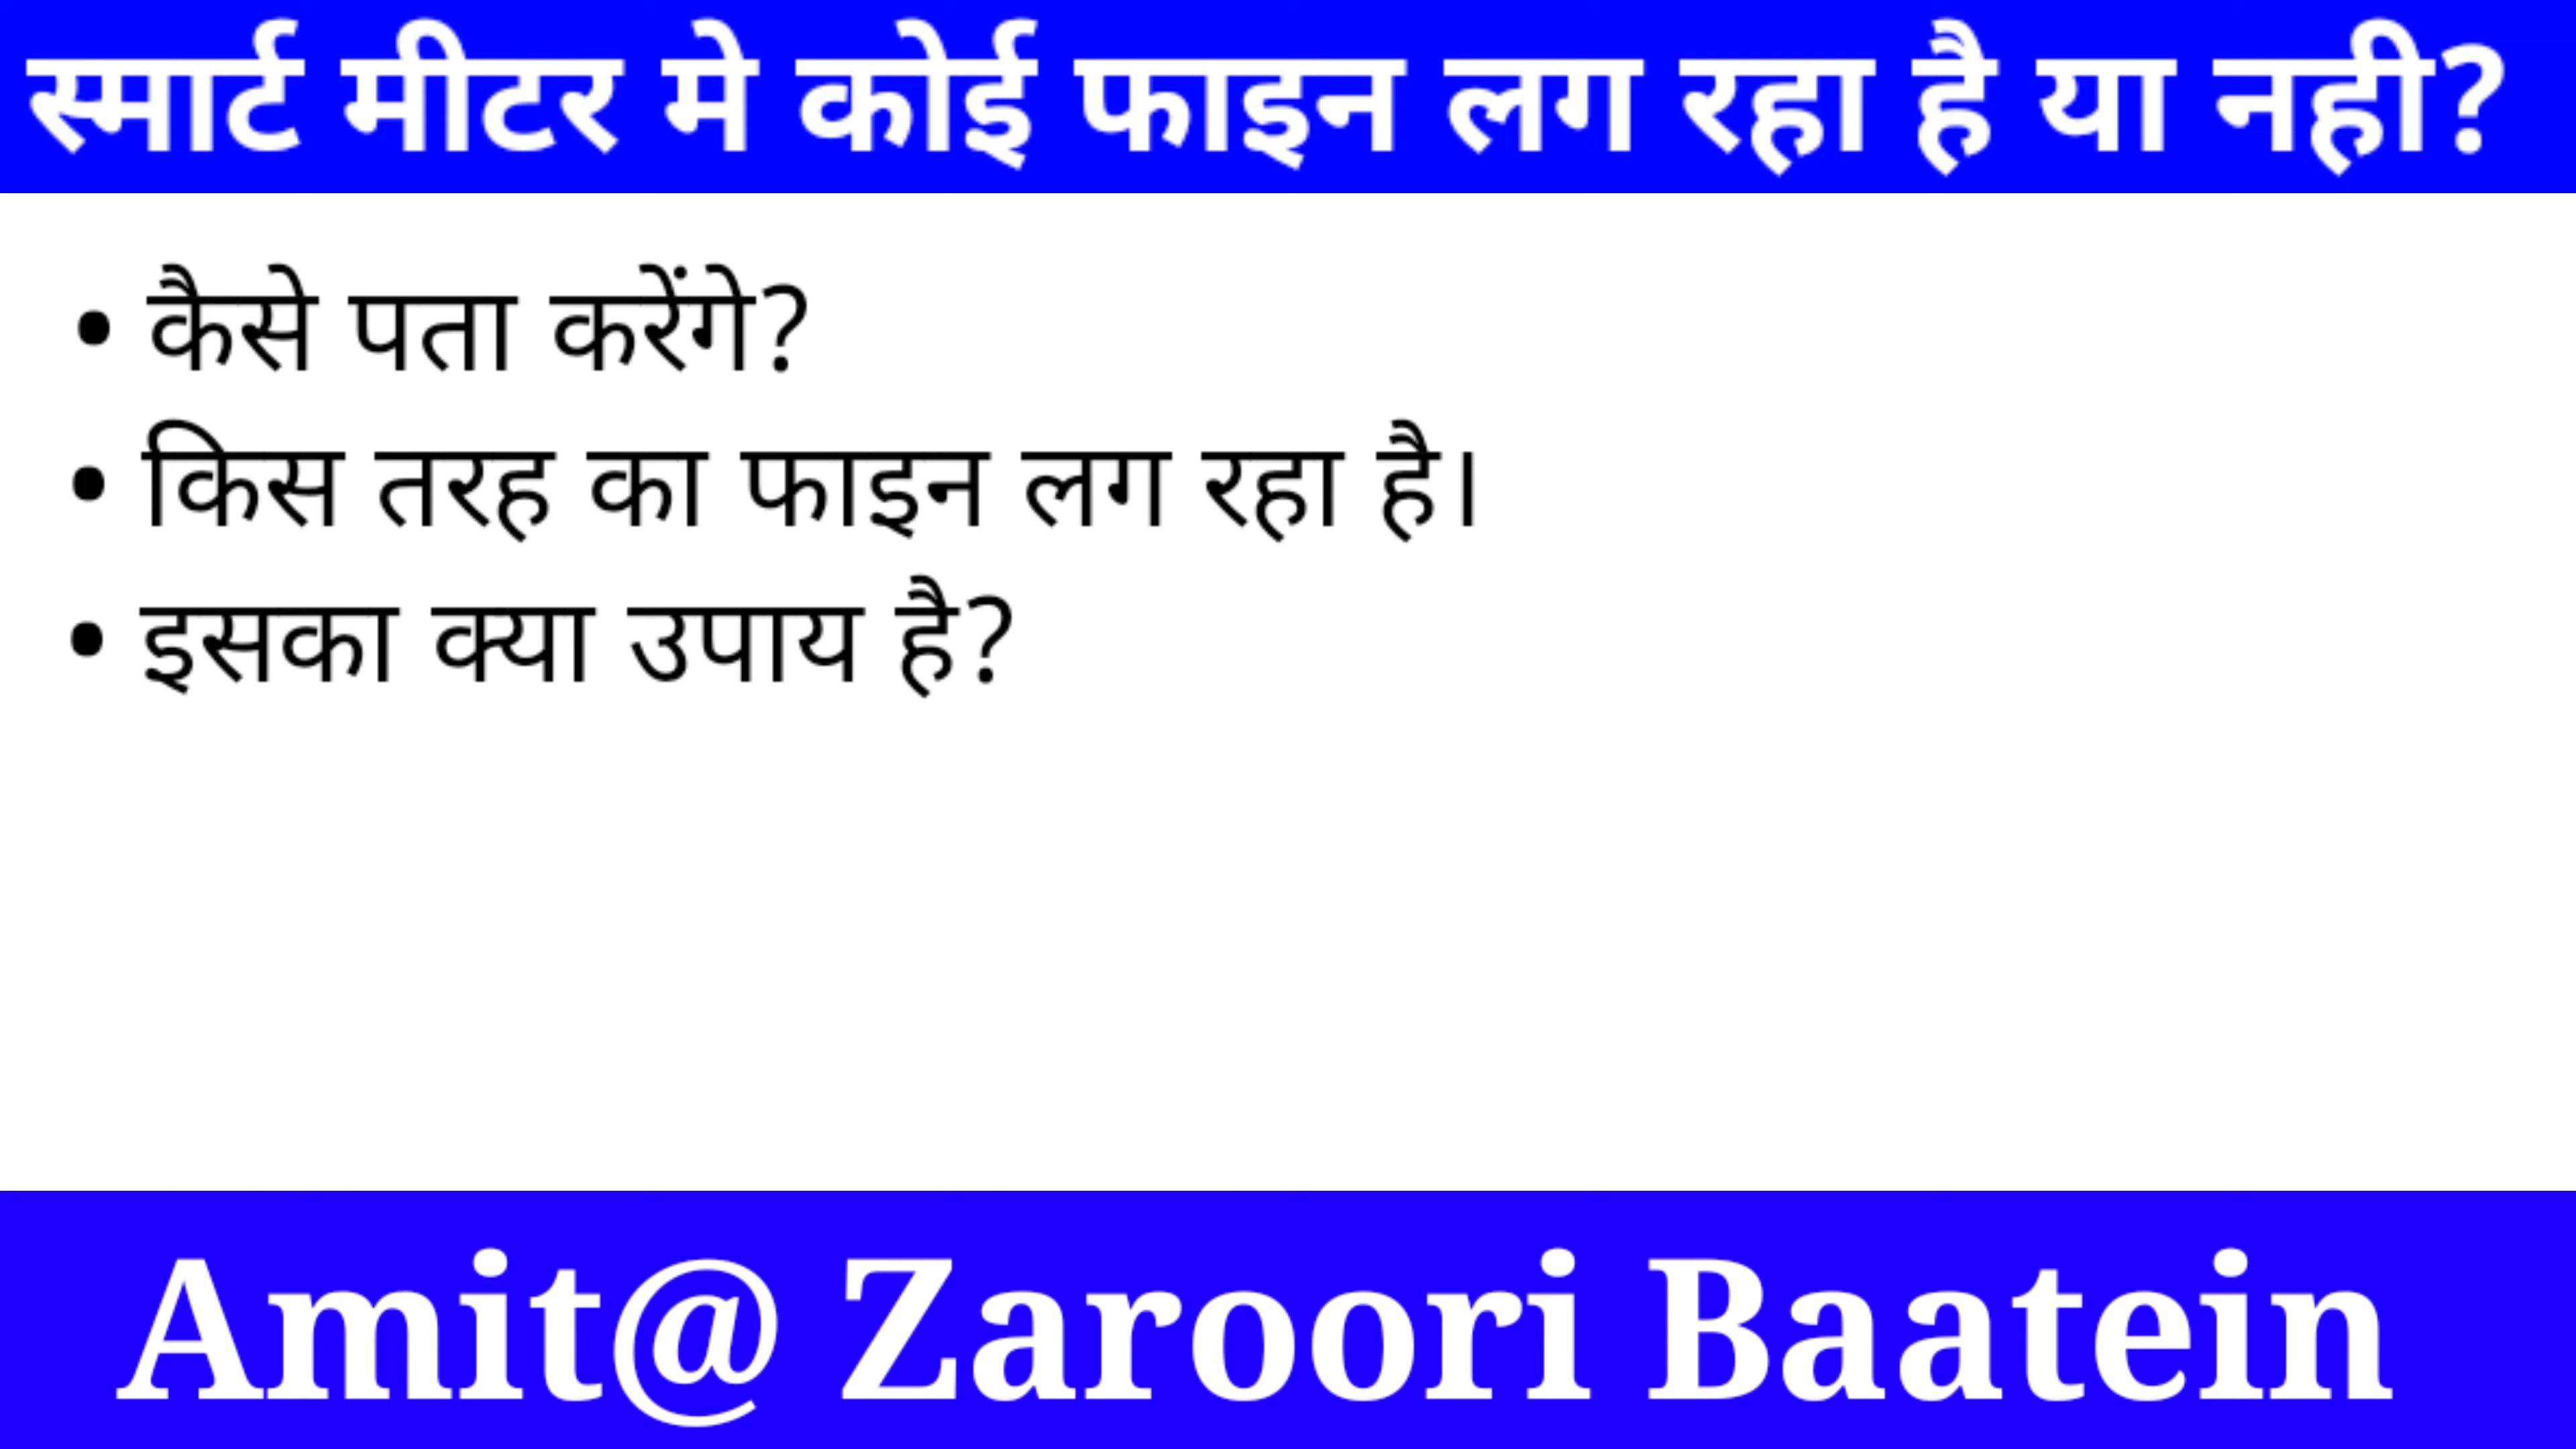 स्मार्ट मीटर मे कोई फाइन लग रहा है या नही?
• कैसे पता करेंगे?
• किस तरह का फाइन लग रहा है।
• इसका क्या उपाय है?
Amit@ Zaroori Baatein